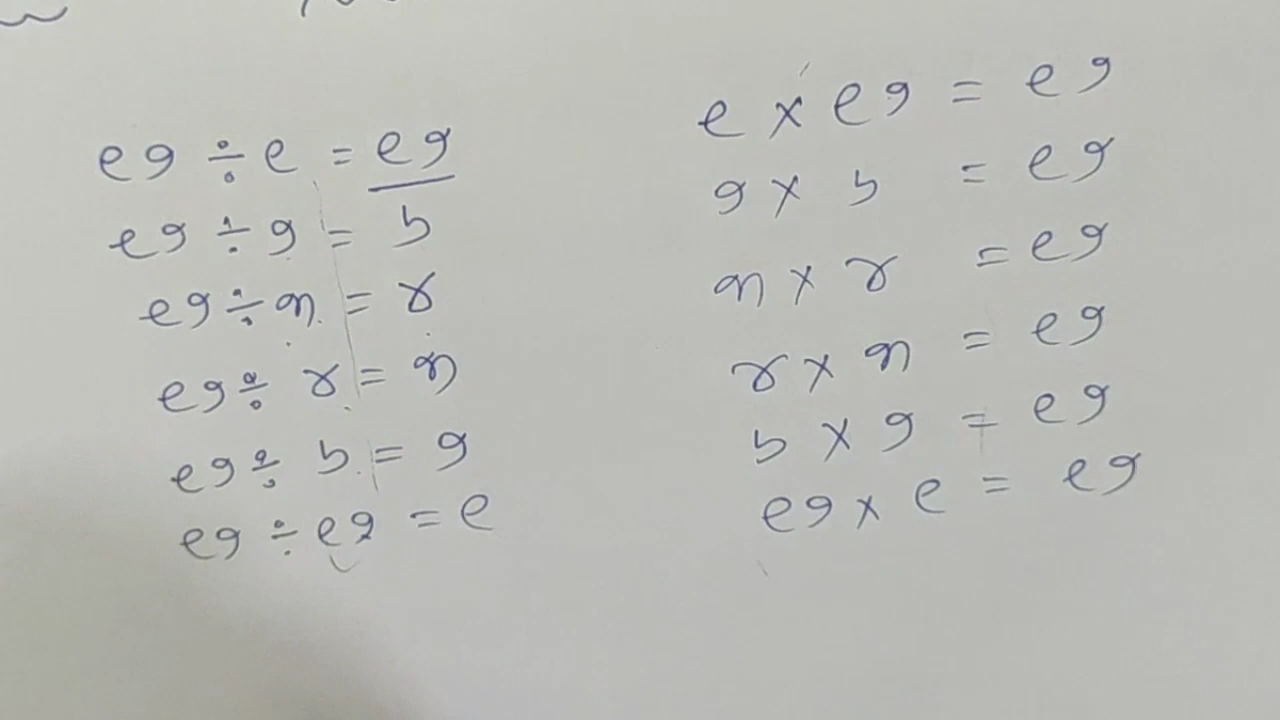 ୧୨ ÷ ୧ = ୧୨
୧୨ ÷ ୨ = ୬
୧୨ ÷ ୩ = ୪
୧୨ ÷ ୪ = ୩
୧୨ ÷ ୬ = ୨
୧୨ ÷ ୧୨ = ୧
୧ × ୧୨ = ୧୨
୨ × ୬ = ୧୨
୩ × ୪ = ୧୨
୪ × ୩ = ୧୨
୬ × ୨ = ୧୨
୧୨ × ୧ = ୧୨